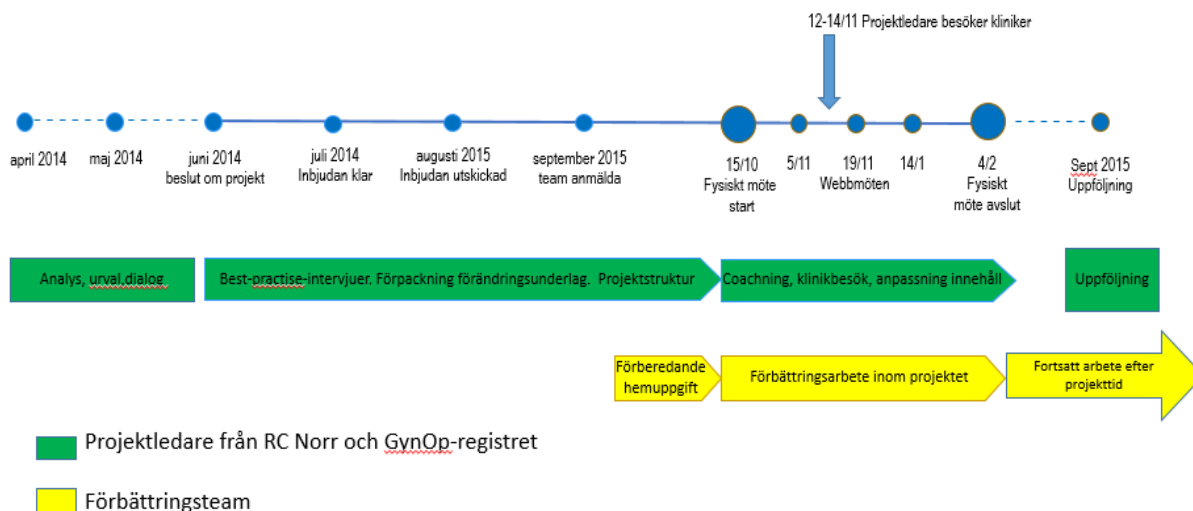 12-14/11 Projektledare besöker kliniker
april 2014
maj 2014
juni 2014
beslut om projekt
juli 2014
Inbjudan klar
augusti 2015
Inbjudan utskickad
september 2015
team anmälda
15/10
Fysiskt möte
start
5/11
19/11
Webbmöten
14/1
4/2
Fysiskt
möte avslut
Sept 2015
Uppföljning
Analys, urval.dialog
Best-practise-intervjuer. Förpackning förändringsunderlag. Projektstruktur
Coachning, klinikbesök, anpassning innehåll
Uppföljning
Förberedande
hemuppgift
Förbättringsarbete inom projektet
Fortsatt arbete efter
projekttid
Projektledare från RC Norr och GynOp-registret
Förbättringsteam